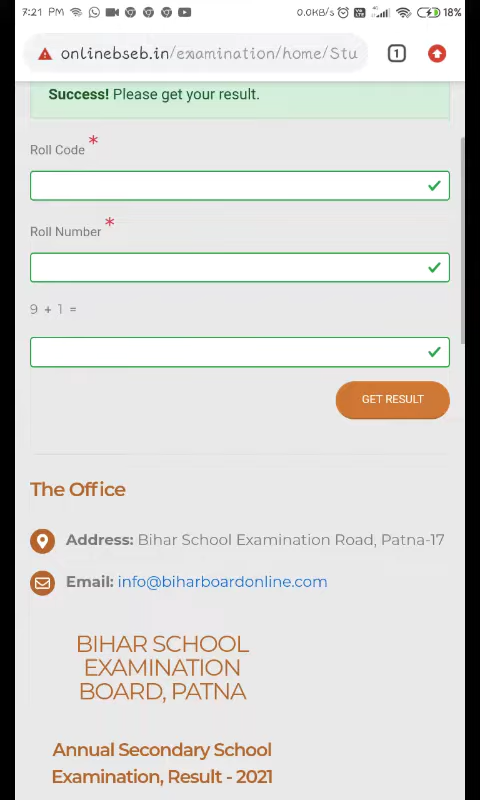 7:21 PM 0.0KB/s 4G 18%
onlinebseb.in/examination/home/Stu 1
Success! Please get your result.
Roll Code *
Roll Number *
9 + 1 =
GET RESULT
The Office
Address: Bihar School Examination Road, Patna-17
Email: info@biharboardonline.com
BIHAR SCHOOL
EXAMINATION
BOARD, PATNA
Annual Secondary School
Examination, Result - 2021